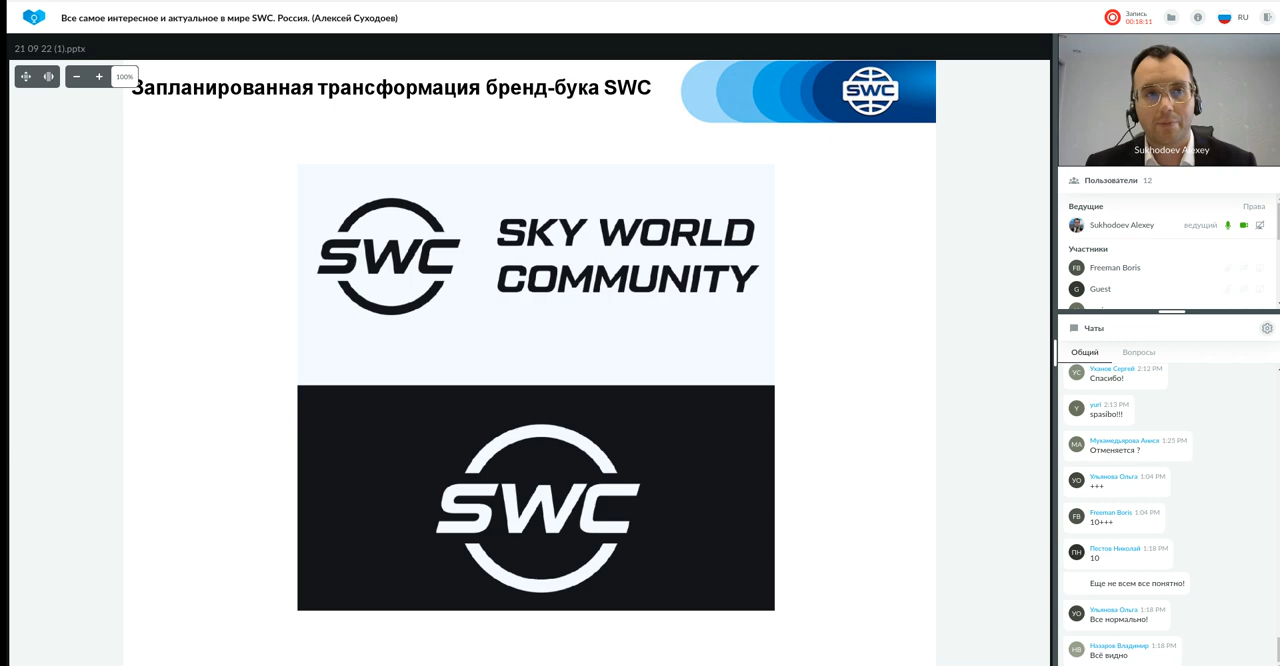 Все самое интересное и актуальное в мире SWC. Россия. (Алексей Суходоев)
Запись
00:18:11
RU
21 09 22 (1).pptx
100%
Запланированная трансформация бренд-бука SWC
SWC
SWC
SKY WORLD
COMMUNITY
SWC
Sukhodoev Alexey
Пользователи 12
Ведущие Права
Sukhodoev Alexey ведущий
Участники
FB Freeman Boris
G Guest
Чаты
Общий Вопросы
УС Уханов Сергей 2:12 PM
Спасибо!
Y yuri 2:13 PM
spasibo!!!
МА Мухамедьярова Аниса 1:25 PM
Отменяется ?
УО Ульянова Ольга 1:04 PM
+++
FB Freeman Boris 1:04 PM
10+++
ПН Пестов Николай 1:18 PM
10
Еще не всем все понятно!
УО Ульянова Ольга 1:18 PM
Все нормально!
НВ Назаров Владимир 1:18 PM
Всё видно